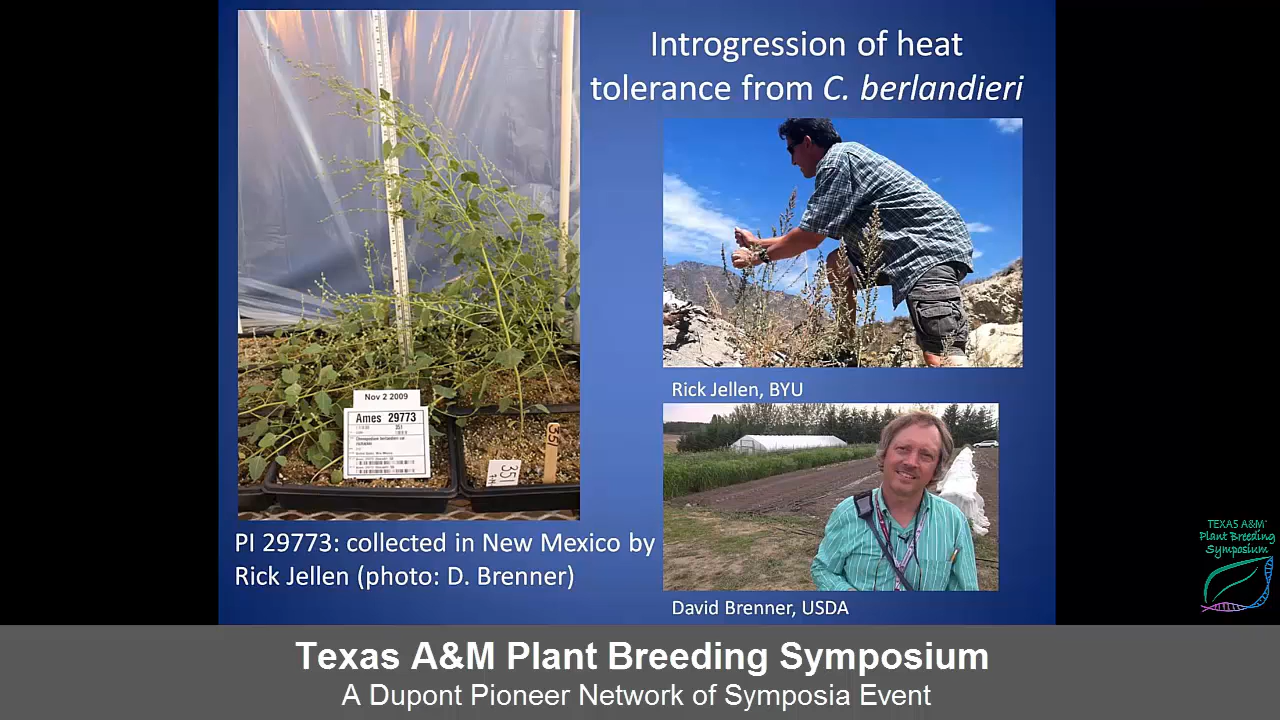 Introgression of heat
tolerance from C. berlandieri
Rick Jellen, BYU
Nov 2 2009
Ames 29773
351
351
PI 29773: collected in New Mexico by
Rick Jellen (photo: D. Brenner)
David Brenner, USDA
TEXAS A&M
Plant Breeding
Symposium
Texas A&M Plant Breeding Symposium
A Dupont Pioneer Network of Symposia Event